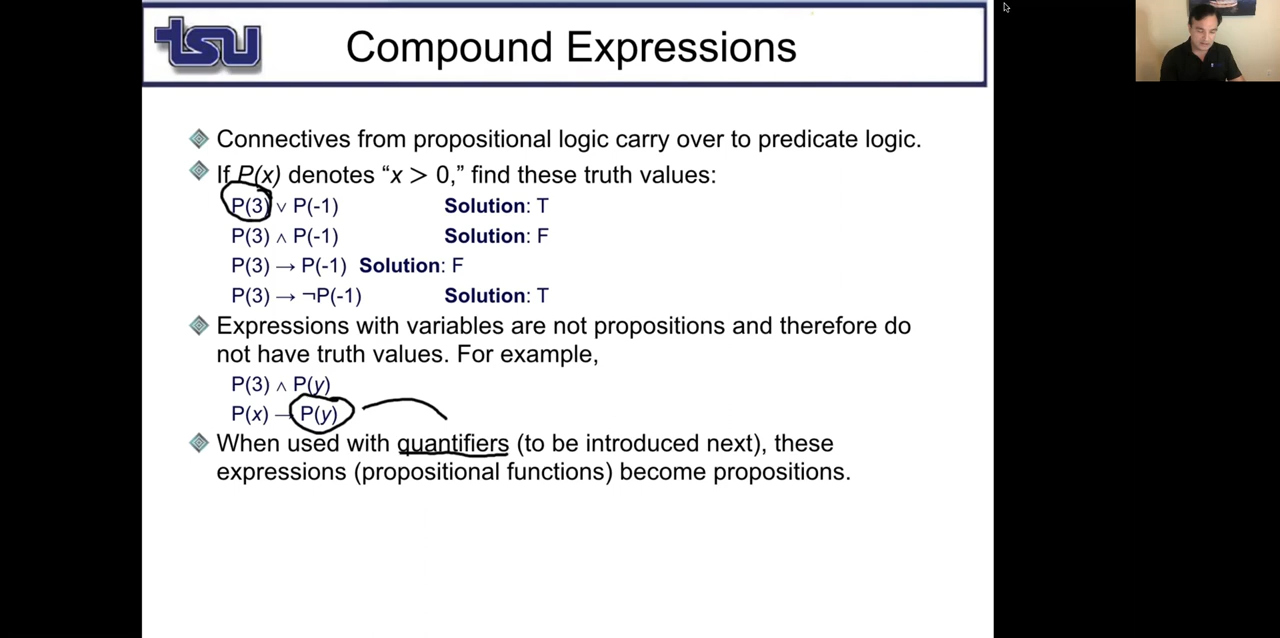 tsu
Compound Expressions
Connectives from propositional logic carry over to predicate logic.
If P(x) denotes “x > 0,” find these truth values:
P(3) ∨ P(-1) Solution: T
P(3) ∧ P(-1) Solution: F
P(3) → P(-1) Solution: F
P(3) → ¬P(-1) Solution: T
Expressions with variables are not propositions and therefore do
not have truth values. For example,
P(3) ∧ P(y)
P(x) → P(y)
When used with quantifiers (to be introduced next), these
expressions (propositional functions) become propositions.